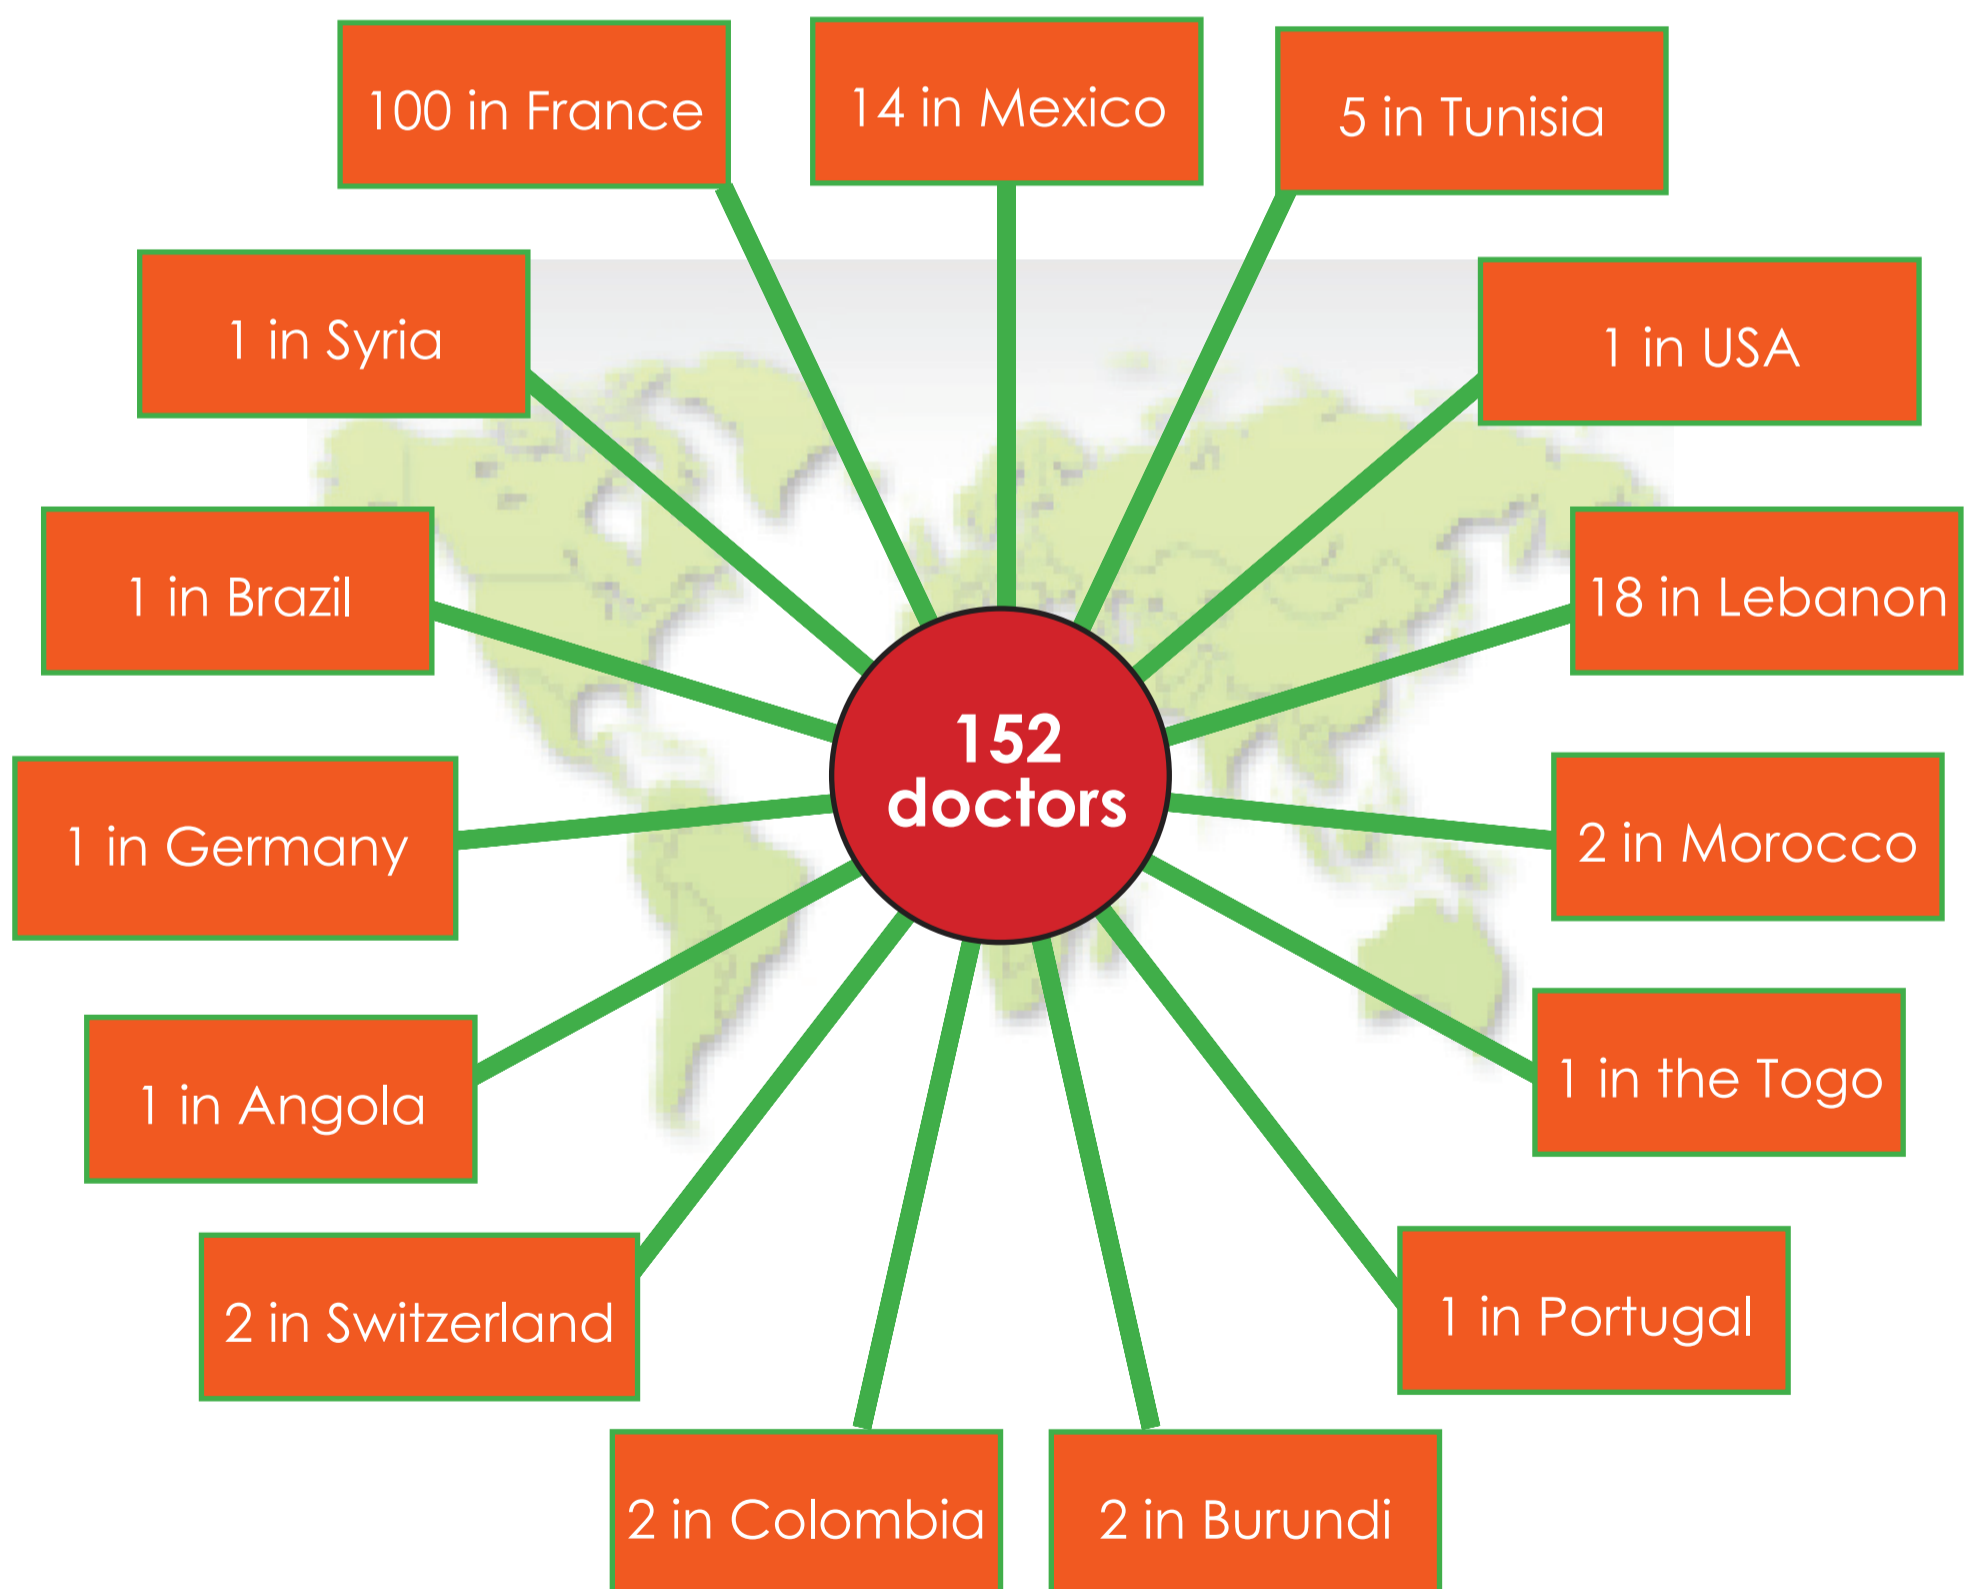 100 in France
14 in Mexico
5 in Tunisia
1 in Syria
1 in USA
1 in Brazil
18 in Lebanon
152
doctors
1 in Germany
2 in Morocco
1 in Angola
1 in the Togo
2 in Switzerland
1 in Portugal
2 in Colombia
2 in Burundi